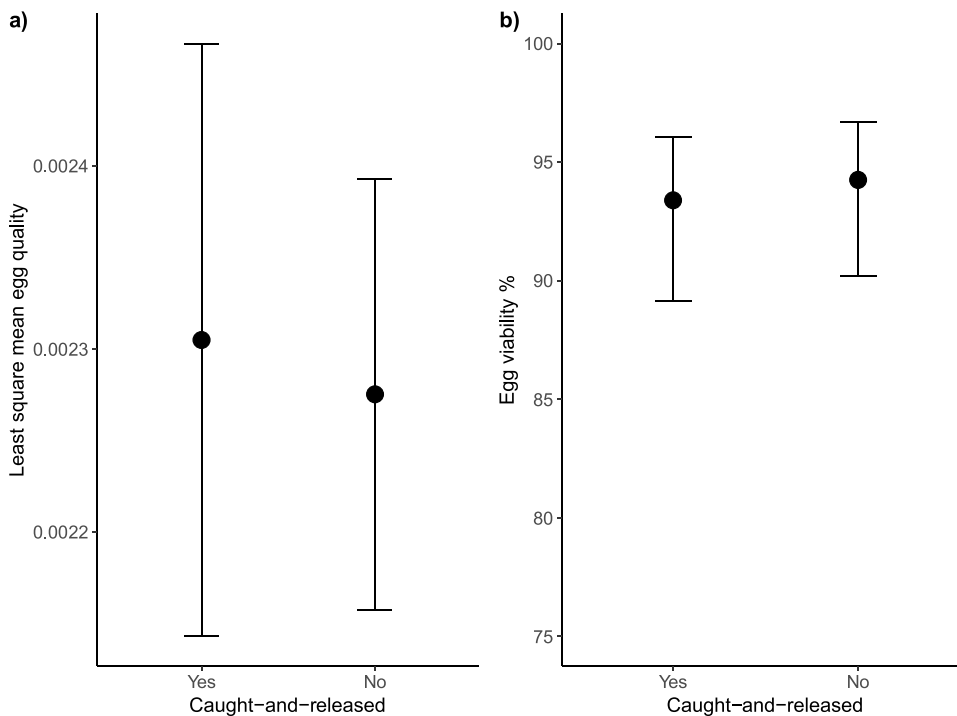 a)
Least square mean egg quality
0.0024
0.0023
0.0022
Yes No
Caught−and−released
b)
Egg viability %
100
95
90
85
80
75
Yes No
Caught−and−released